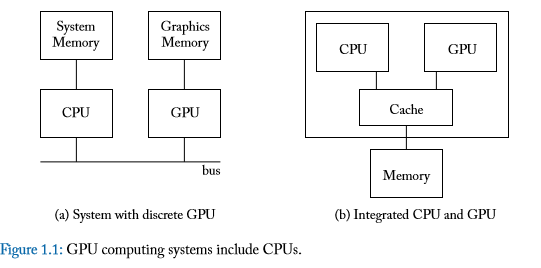 System
Memory
Graphics
Memory
CPU
GPU
bus
(a) System with discrete GPU
CPU
GPU
Cache
Memory
(b) Integrated CPU and GPU
Figure 1.1: GPU computing systems include CPUs.